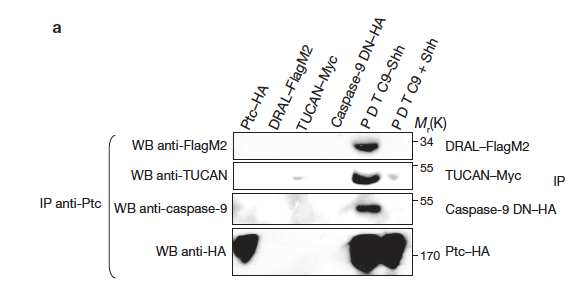 a
Ptc–HA
DRAL–FlagM2
TUCAN–Myc
Caspase-9 DN–HA
P D T C9–Shh
P D T C9 + Shh
Mr(K)
WB anti-FlagM2
34
DRAL–FlagM2
WB anti-TUCAN
55
TUCAN–Myc
IP
IP anti-Ptc
WB anti-caspase-9
55
Caspase-9 DN–HA
WB anti-HA
170
Ptc–HA